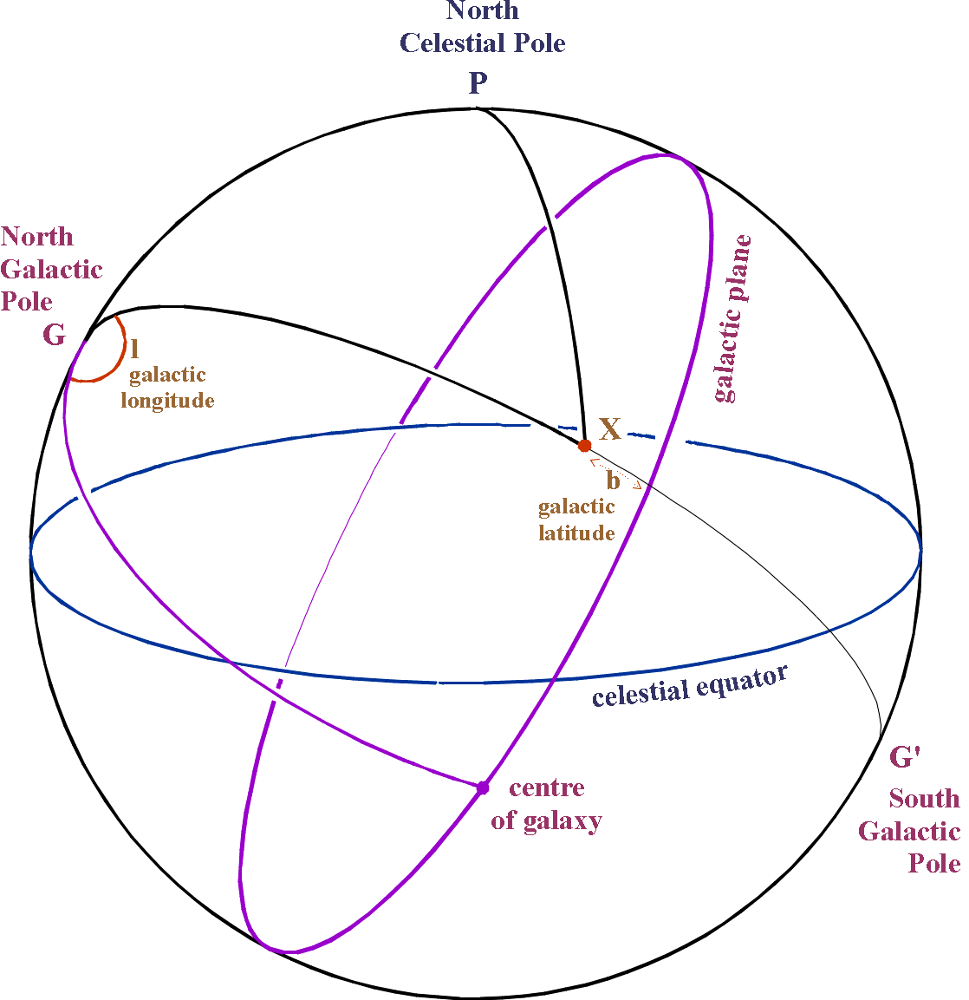 North
Celestial Pole
P
North
Galactic
Pole
G
l
galactic
longitude
galactic plane
X
b
galactic
latitude
celestial equator
centre
of galaxy
G'
South
Galactic
Pole